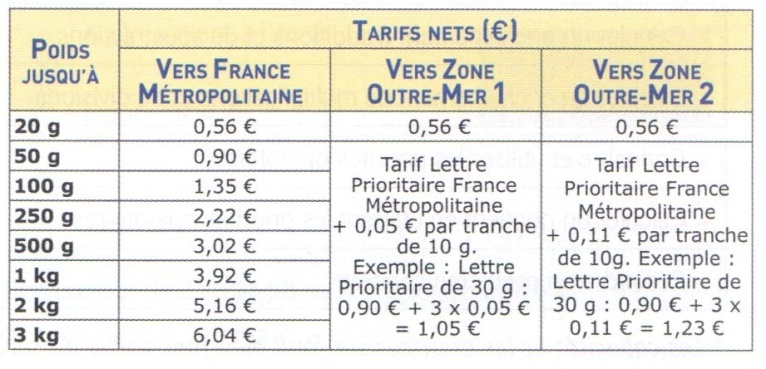 POIDS JUSQU'À
TARIFS NETS (€)
VERS FRANCE MÉTROPOLITAINE
VERS ZONE OUTRE-MER 1
VERS ZONE OUTRE-MER 2
20 g 0,56 € 0,56 € 0,56 €
50 g 0,90 €
100 g 1,35 €
250 g 2,22 €
500 g 3,02 €
1 kg 3,92 €
2 kg 5,16 €
3 kg 6,04 €
Tarif Lettre
Prioritaire France
Métropolitaine
+ 0,05 € par tranche
de 10 g.
Exemple : Lettre
Prioritaire de 30 g :
0,90 € + 3 x 0,05 €
= 1,05 €
Tarif Lettre
Prioritaire France
Métropolitaine
+ 0,11 € par tranche
de 10g. Exemple :
Lettre Prioritaire de
30 g : 0,90 € + 3 x
0,11 € = 1,23 €